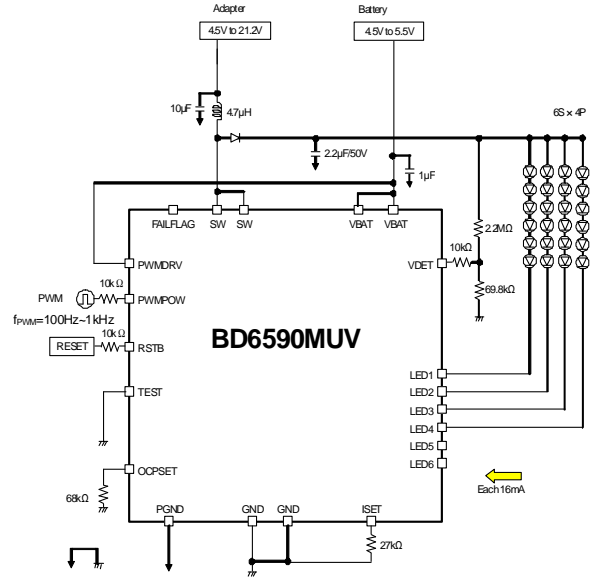 Adapter
Battery
4.5V to 21.2V
4.5V to 5.5V
10μF
4.7μH
6S × 4P
2.2μF/50V
1μF
FAILFLAG
SW
SW
VBAT
VBAT
2.2MΩ
PWMDRV
VDET
10kΩ
10kΩ
PWM
PWMPOW
69.8kΩ
fPWM=100Hz~1kHz
10kΩ
RESET
RSTB
BD6590MUV
TEST
LED1
LED2
LED3
LED4
LED5
LED6
OCPSET
68kΩ
Each 16mA
PGND
GND
GND
ISET
27kΩ